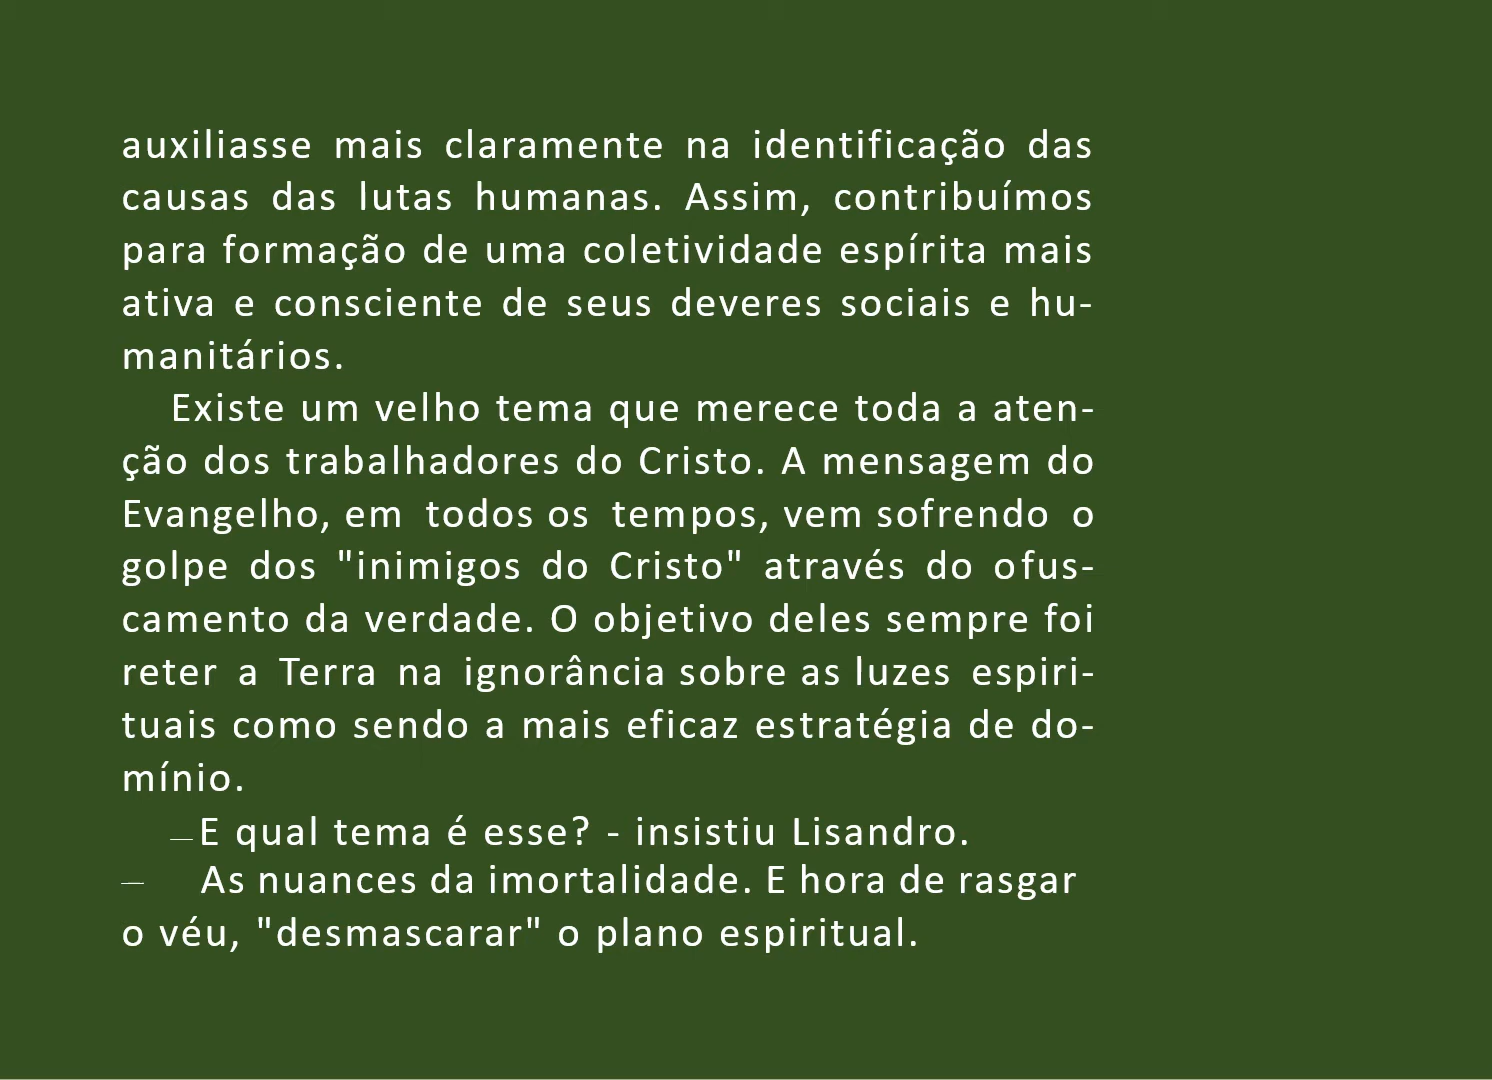 auxiliasse mais claramente na identificação das
causas das lutas humanas. Assim, contribuímos
para formação de uma coletividade espírita mais
ativa e consciente de seus deveres sociais e hu-
manitários.
Existe um velho tema que merece toda a aten-
ção dos trabalhadores do Cristo. A mensagem do
Evangelho, em todos os tempos, vem sofrendo o
golpe dos "inimigos do Cristo" através do ofus-
camento da verdade. O objetivo deles sempre foi
reter a Terra na ignorância sobre as luzes espiri-
tuais como sendo a mais eficaz estratégia de do-
mínio.
— E qual tema é esse? - insistiu Lisandro.
— As nuances da imortalidade. E hora de rasgar
o véu, "desmascarar" o plano espiritual.